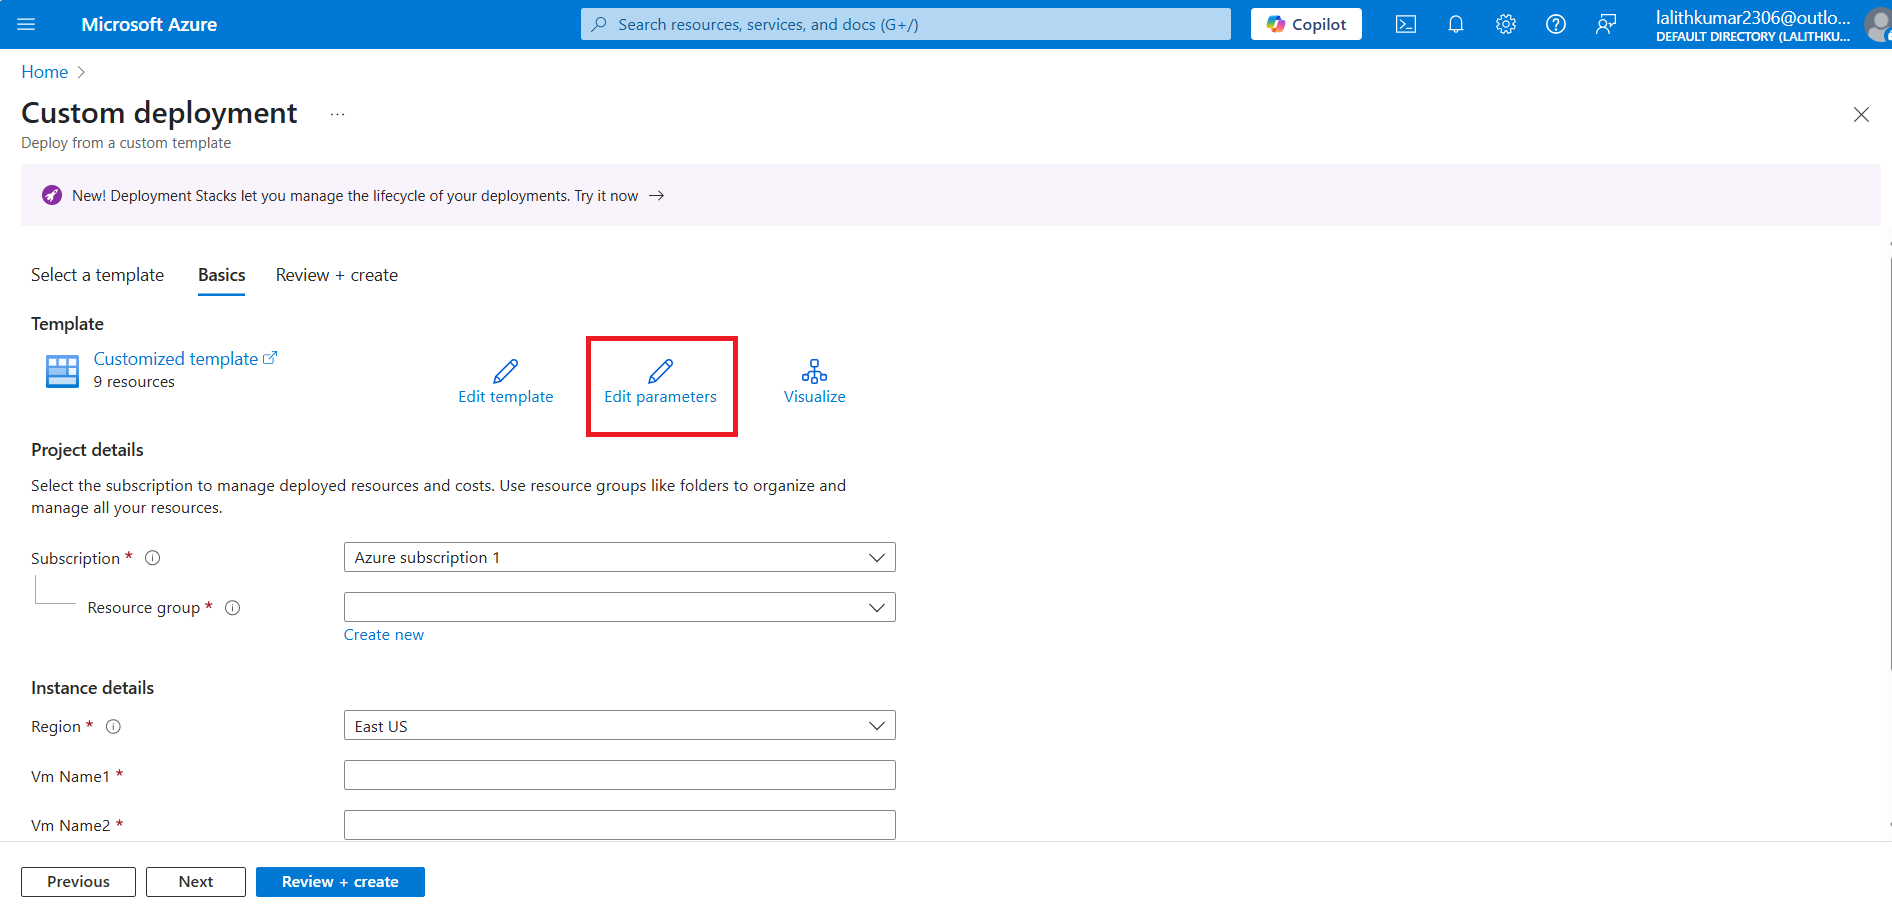 Microsoft Azure
Search resources, services, and docs (G+/)
Copilot
lalithkumar2306@outlo...
DEFAULT DIRECTORY (LALITHKU...
Home
Custom deployment ...
Deploy from a custom template
New! Deployment Stacks let you manage the lifecycle of your deployments. Try it now →
Select a template Basics Review + create
Template
Customized template
9 resources
Edit template Edit parameters Visualize
Project details
Select the subscription to manage deployed resources and costs. Use resource groups like folders to organize and
manage all your resources.
Subscription * Azure subscription 1
Resource group *
Create new
Instance details
Region * East US
Vm Name1 *
Vm Name2 *
Previous Next Review + create